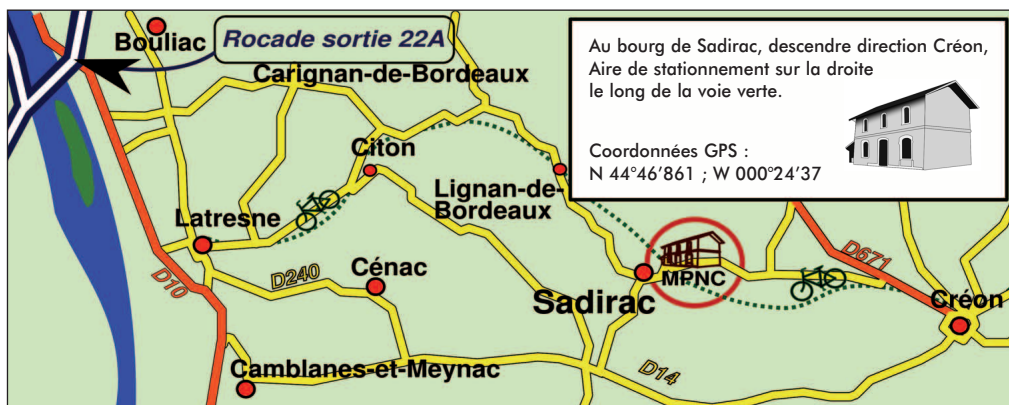 Bouliac
Rocade sortie 22A
Carignan-de-Bordeaux
Au bourg de Sadirac, descendre direction Créon,
Aire de stationnement sur la droite
le long de la voie verte.
Coordonnées GPS :
N 44°46’861 ; W 000°24’37
Citon
Lignan-de-
Bordeaux
Latresne
D10
D240
Cénac
Sadirac
MPNC
D671
Créon
Camblanes-et-Meynac
D14